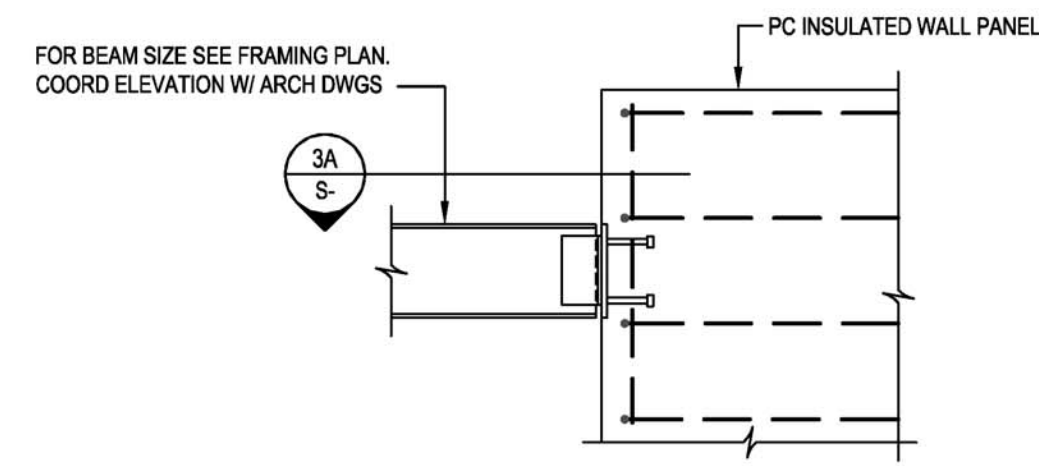 PC INSULATED WALL PANEL
FOR BEAM SIZE SEE FRAMING PLAN.
COORD ELEVATION W/ ARCH DWGS
3A
S-